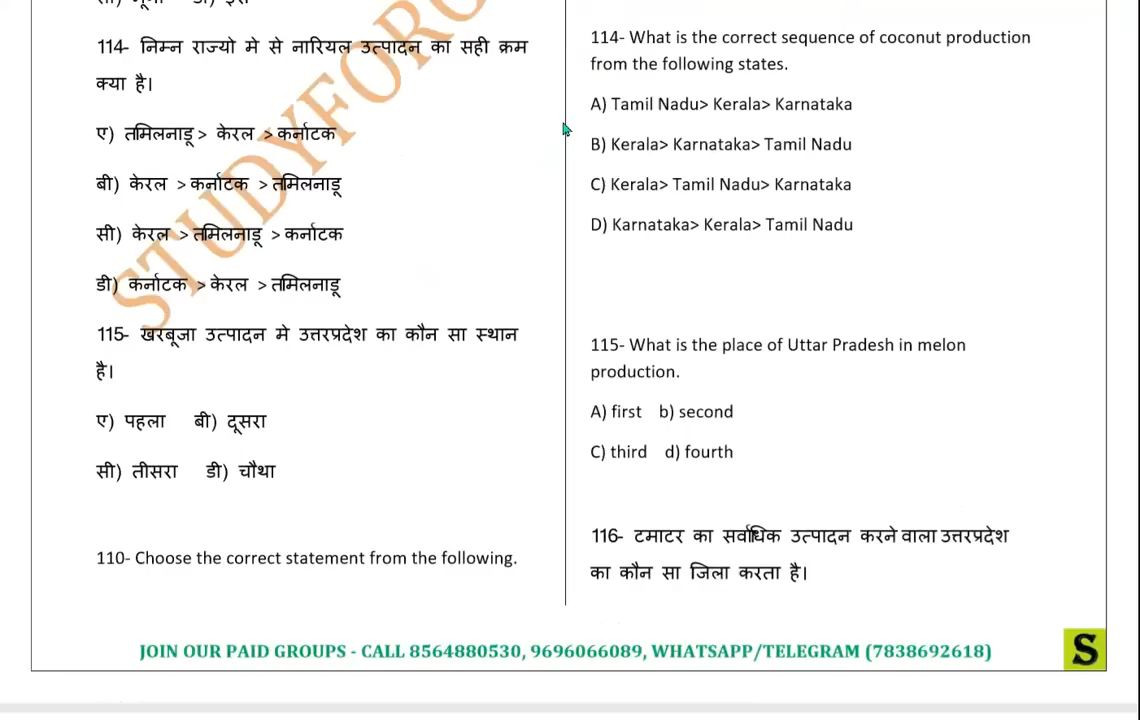 114- निम्न राज्यो मे से नारियल उत्पादन का सही क्रम
क्या है।
ए) तमिलनाडू > केरल > कर्नाटक
बी) केरल > कर्नाटक > तमिलनाडू
सी) केरल > तमिलनाडू > कर्नाटक
डी) कर्नाटक > केरल > तमिलनाडू
115- खरबूजा उत्पादन मे उत्तरप्रदेश का कौन सा स्थान
है।
ए) पहला बी) दूसरा
सी) तीसरा डी) चौथा
110- Choose the correct statement from the following.
114- What is the correct sequence of coconut production
from the following states.
A) Tamil Nadu> Kerala> Karnataka
B) Kerala> Karnataka> Tamil Nadu
C) Kerala> Tamil Nadu> Karnataka
D) Karnataka> Kerala> Tamil Nadu
115- What is the place of Uttar Pradesh in melon
production.
A) first b) second
C) third d) fourth
116- टमाटर का सर्वाधिक उत्पादन करने वाला उत्तरप्रदेश
का कौन सा जिला करता है।
JOIN OUR PAID GROUPS - CALL 8564880530, 9696066089, WHATSAPP/TELEGRAM (7838692618)
S
STUDYFOR